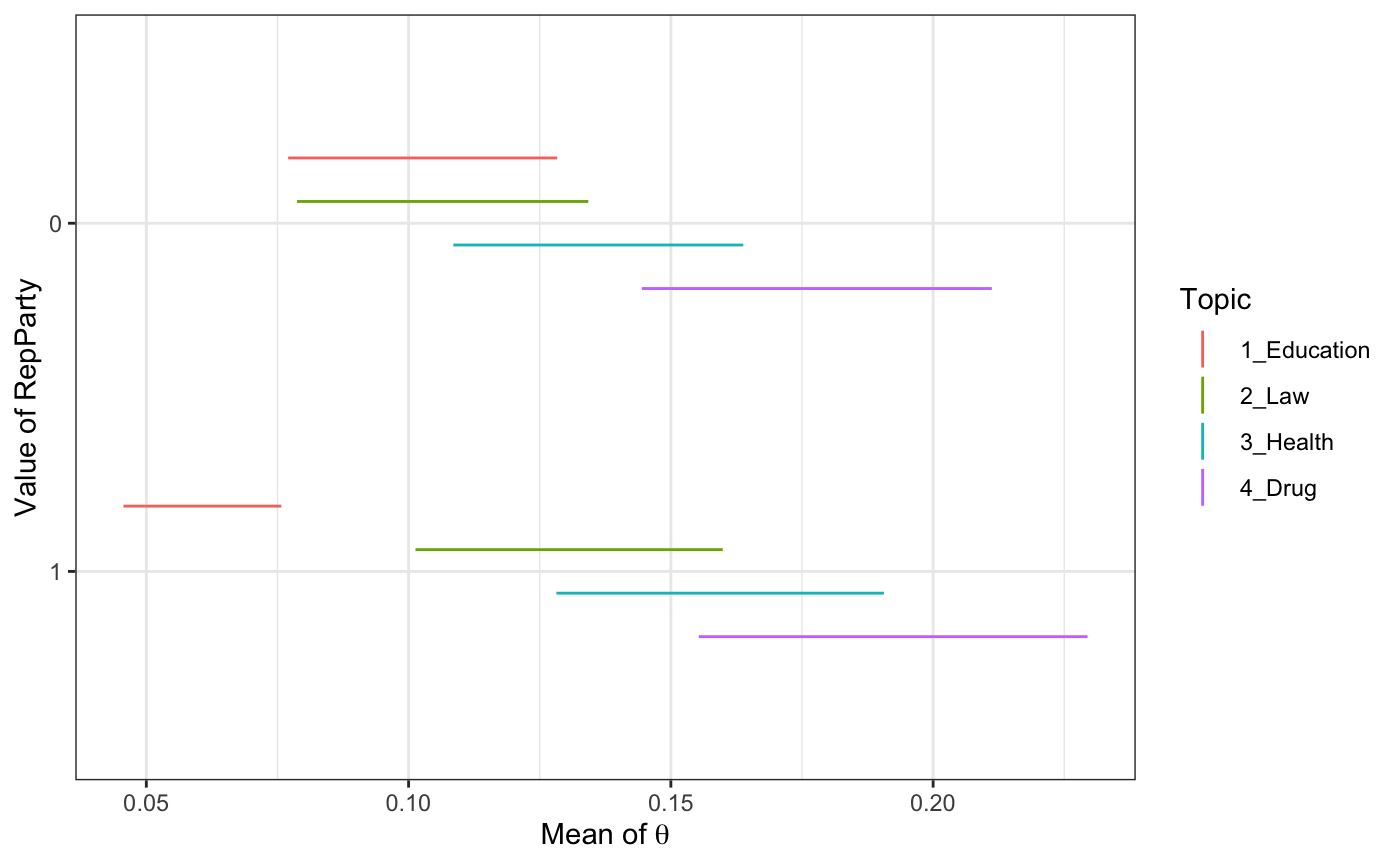 Value of RepParty
0
1
0.05
0.10
0.15
0.20
Mean of θ
Topic
1_Education
2_Law
3_Health
4_Drug